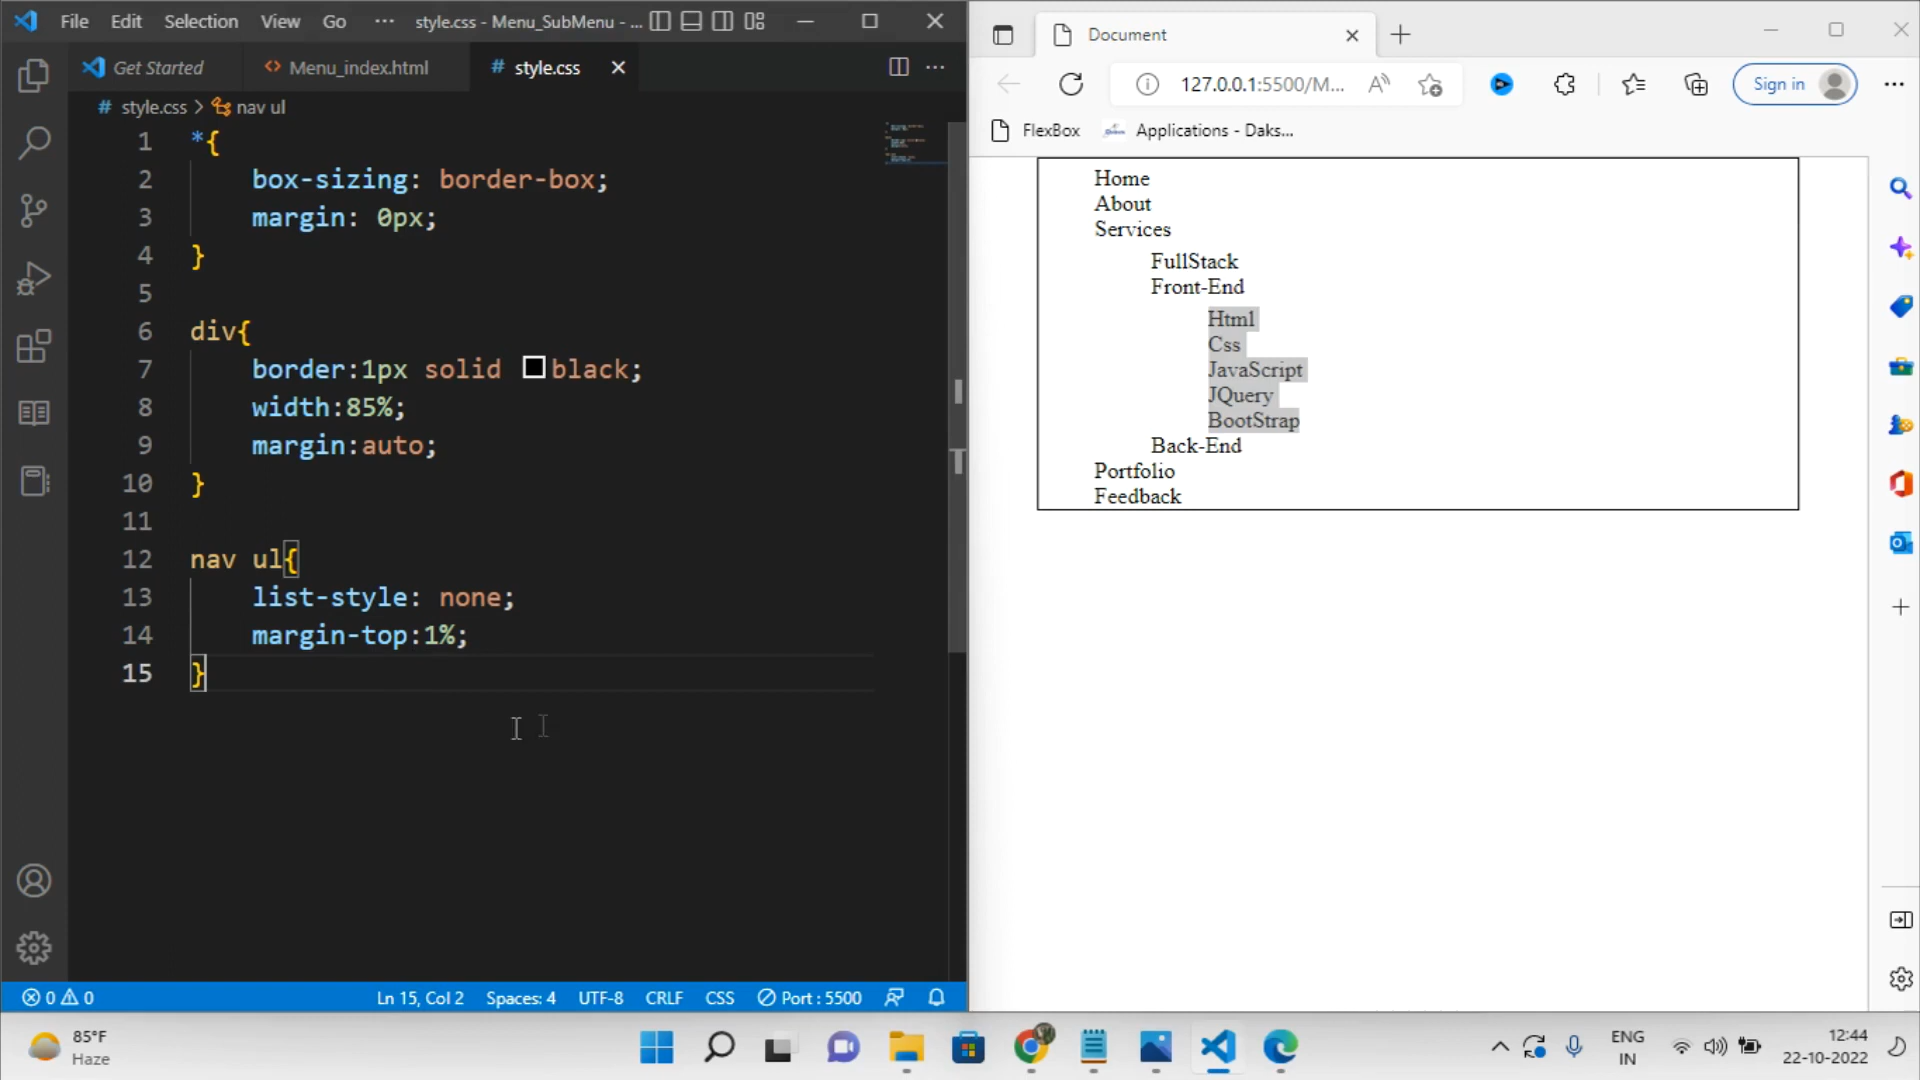 File Edit Selection View Go ··· style.css - Menu_SubMenu - ...
Get Started Menu_index.html # style.css
# style.css > nav ul
1 *{
2 box-sizing: border-box;
3 margin: 0px;
4 }
5
6 div{
7 border:1px solid black;
8 width:85%;
9 margin:auto;
10 }
11
12 nav ul{
13 list-style: none;
14 margin-top:1%;
15 }
0 0 Ln 15, Col 2 Spaces: 4 UTF-8 CRLF CSS Port : 5500
Document
127.0.0.1:5500/M... Sign in
FlexBox Applications - Daks...
Home
About
Services
FullStack
Front-End
Html
Css
JavaScript
JQuery
BootStrap
Back-End
Portfolio
Feedback
85°F
Haze
ENG
IN
12:44
22-10-2022